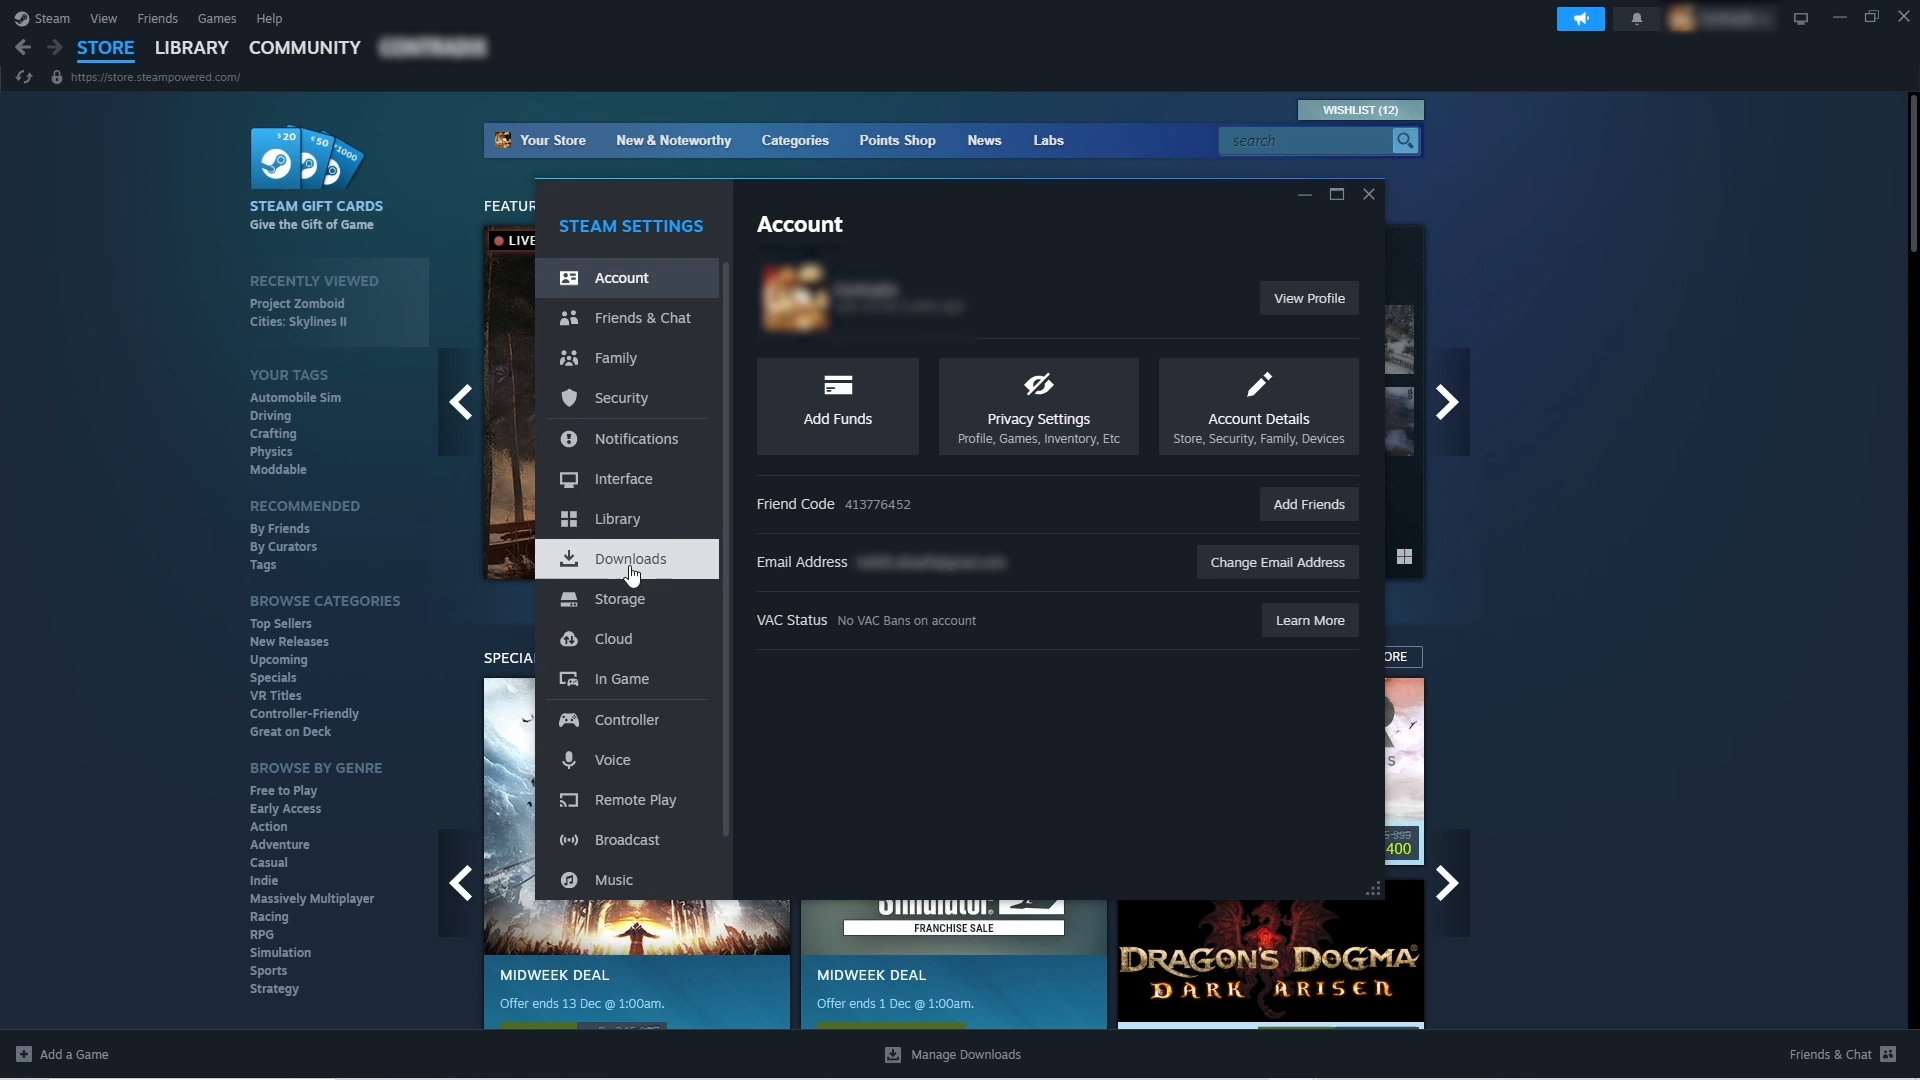 Steam View Friends Games Help
STORE LIBRARY COMMUNITY
https://store.steampowered.com/
WISHLIST (12)
Your Store New & Noteworthy Categories Points Shop News Labs search
$20 €50 ¥1000
STEAM GIFT CARDS
Give the Gift of Game
RECENTLY VIEWED
Project Zomboid
Cities: Skylines II
YOUR TAGS
Automobile Sim
Driving
Crafting
Physics
Moddable
RECOMMENDED
By Friends
By Curators
Tags
BROWSE CATEGORIES
Top Sellers
New Releases
Upcoming
Specials
VR Titles
Controller-Friendly
Great on Deck
BROWSE BY GENRE
Free to Play
Early Access
Action
Adventure
Casual
Indie
Massively Multiplayer
Racing
RPG
Simulation
Sports
Strategy
FEATUR
LIVE
SPECIA
STEAM SETTINGS
Account
Friends & Chat
Family
Security
Notifications
Interface
Library
Downloads
Storage
Cloud
In Game
Controller
Voice
Remote Play
Broadcast
Music
Account
View Profile
Add Funds
Privacy Settings
Profile, Games, Inventory, Etc
Account Details
Store, Security, Family, Devices
Friend Code 413776452 Add Friends
Email Address Change Email Address
VAC Status No VAC Bans on account Learn More
ORE
S
400
Simulator
FRANCHISE SALE
DRAGON'S DOGMA
DARK ARISEN
MIDWEEK DEAL
Offer ends 13 Dec @ 1:00am.
MIDWEEK DEAL
Offer ends 1 Dec @ 1:00am.
Add a Game Manage Downloads Friends & Chat